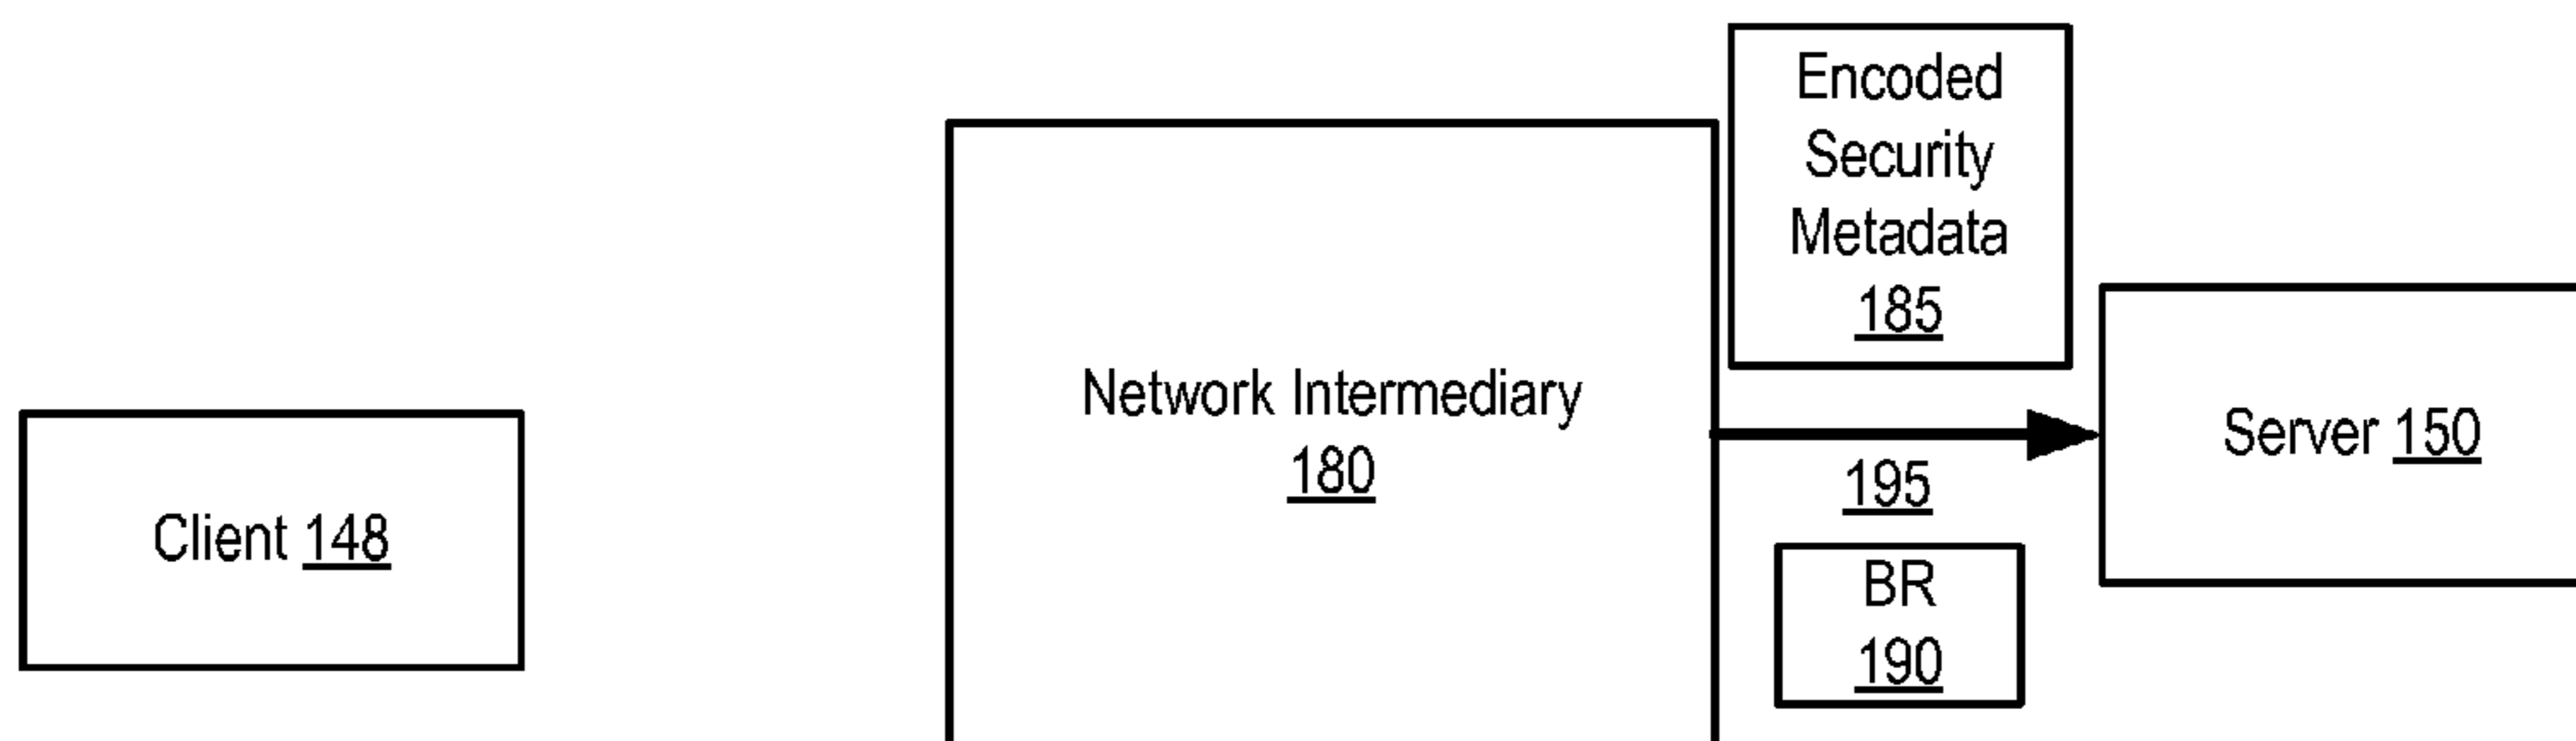 Client 148
Network Intermediary
180
Encoded
Security
Metadata
185
195
BR
190
Server 150